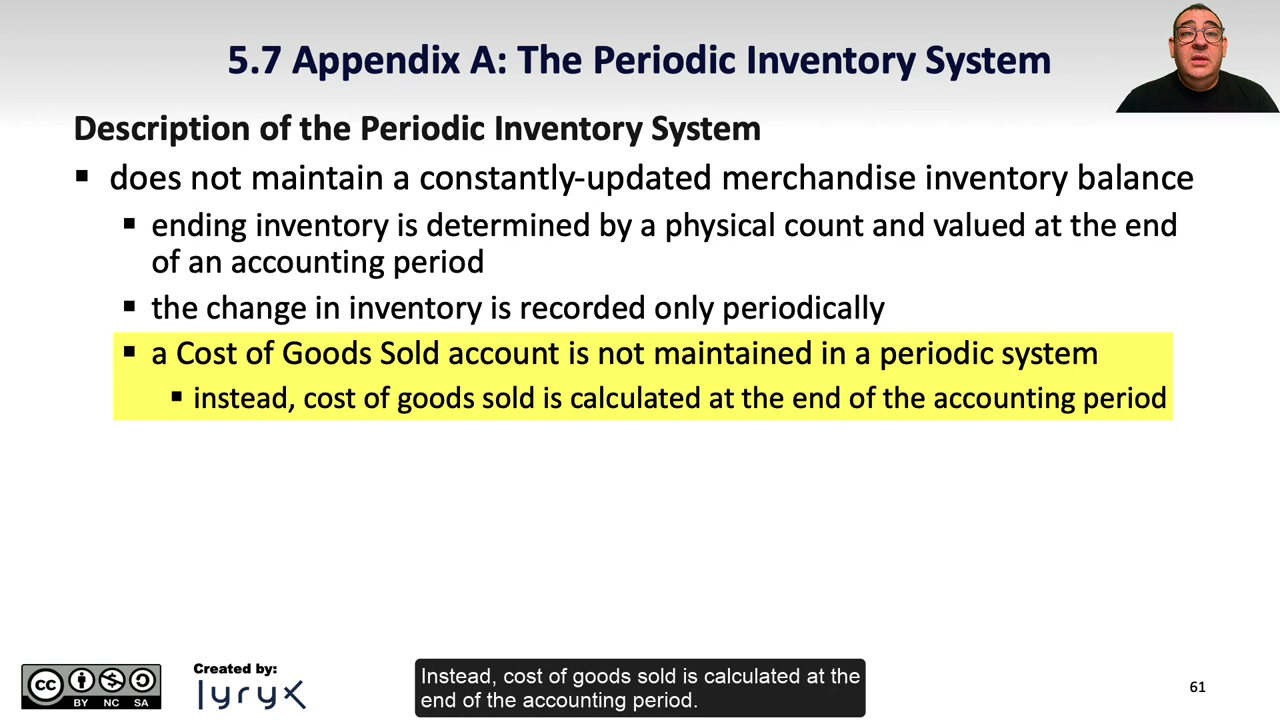 5.7 Appendix A: The Periodic Inventory System
Description of the Periodic Inventory System
▪ does not maintain a constantly-updated merchandise inventory balance
▪ ending inventory is determined by a physical count and valued at the end
of an accounting period
▪ the change in inventory is recorded only periodically
▪ a Cost of Goods Sold account is not maintained in a periodic system
▪ instead, cost of goods sold is calculated at the end of the accounting period
cc
BY NC SA
Created by:
lyryx
Instead, cost of goods sold is calculated at the
end of the accounting period.
61